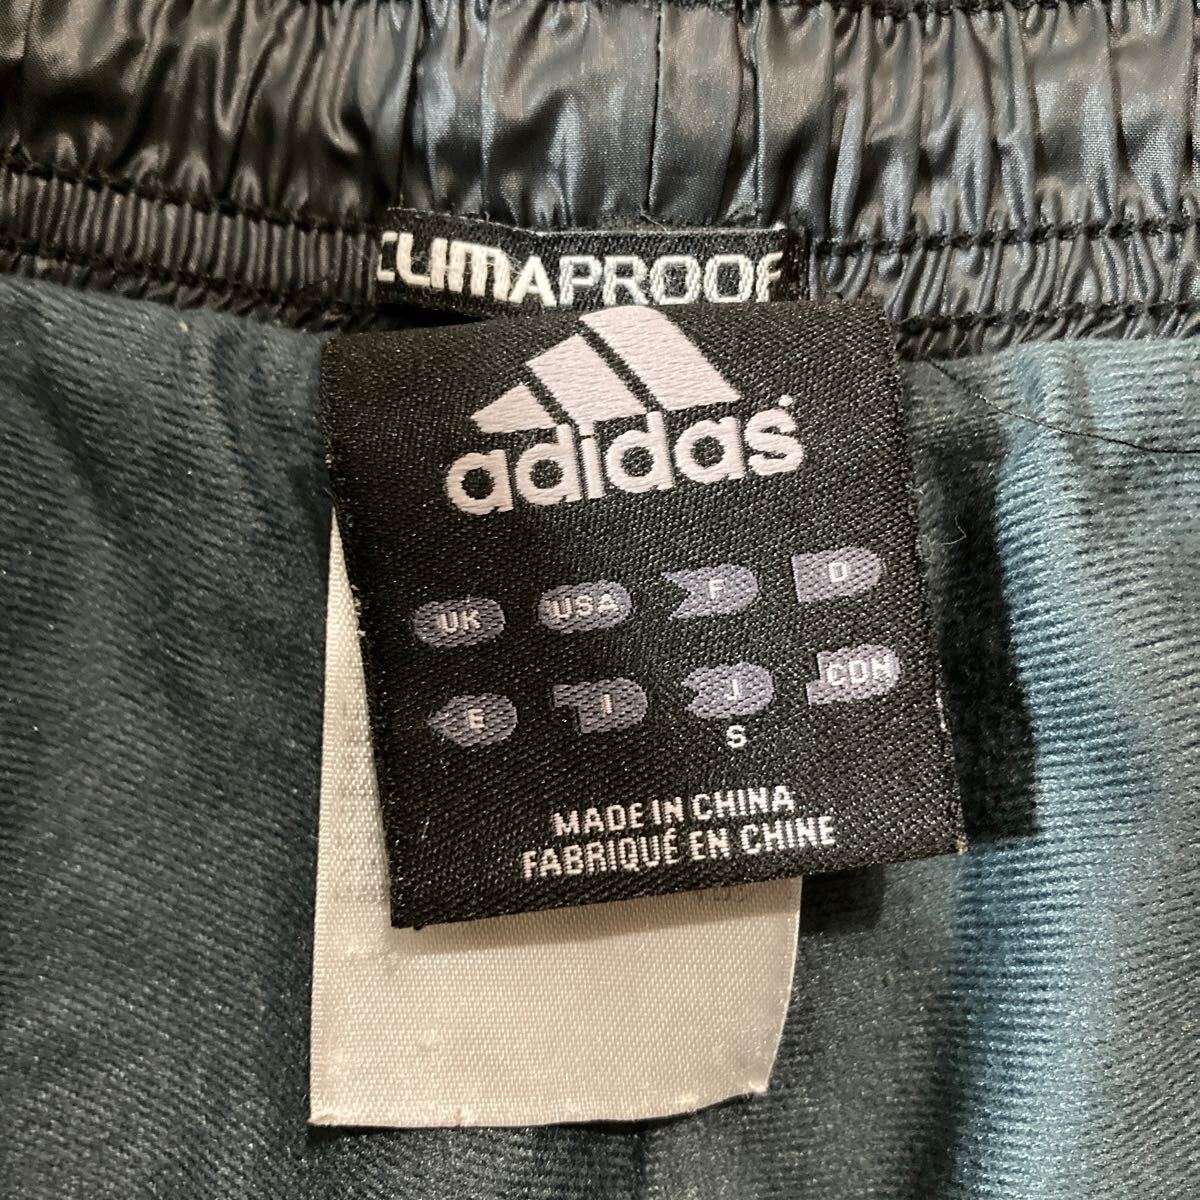 CLIMAPROOF
adidas
UK USA F D
E I J CDN
S
MADE IN CHINA
FABRIQUÉ EN CHINE